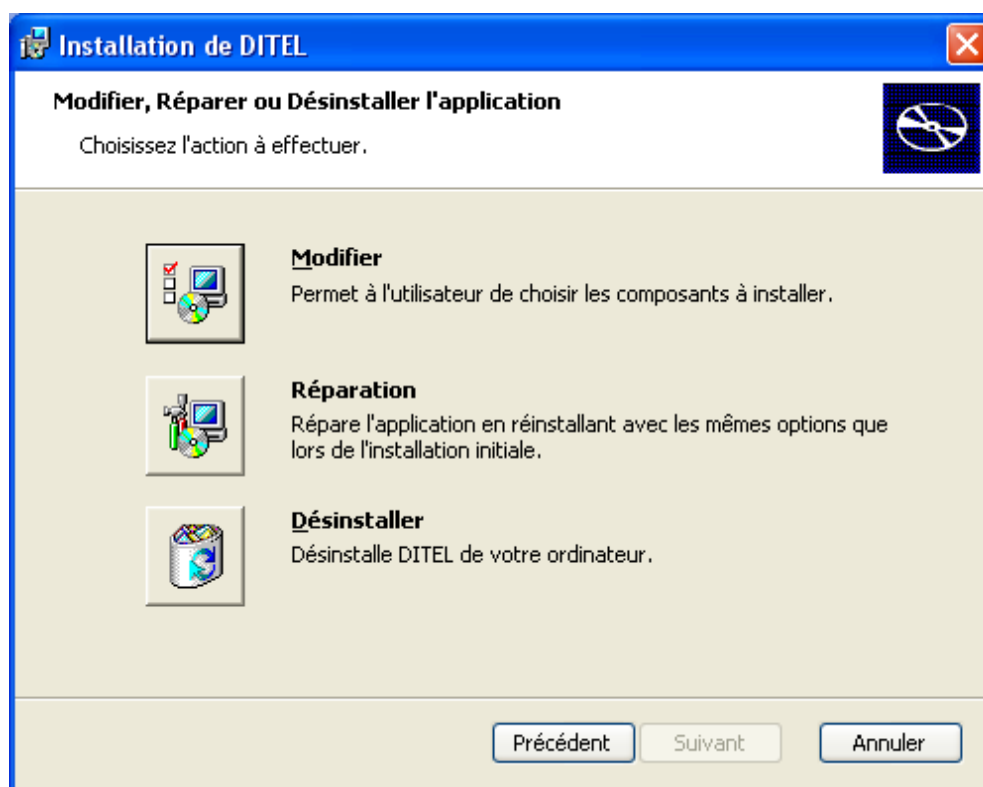 Installation de DITEL
Modifier, Réparer ou Désinstaller l'application
Choisissez l'action à effectuer.
Modifier
Permet à l'utilisateur de choisir les composants à installer.
Réparation
Répare l'application en réinstallant avec les mêmes options que
lors de l'installation initiale.
Désinstaller
Désinstalle DITEL de votre ordinateur.
Précédent
Suivant
Annuler